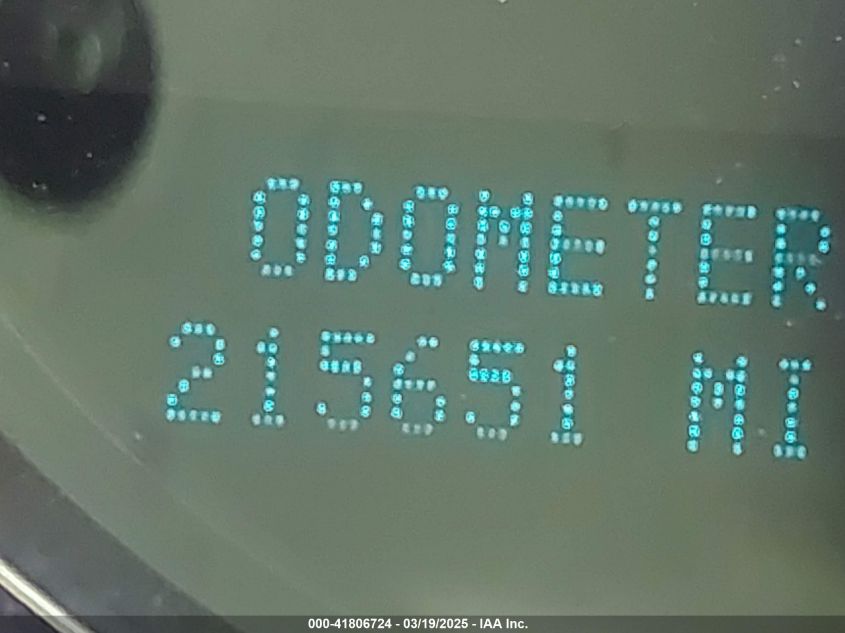 ODOMETER
215651 MI
000-41806724 - 03/19/2025 - IAA Inc.